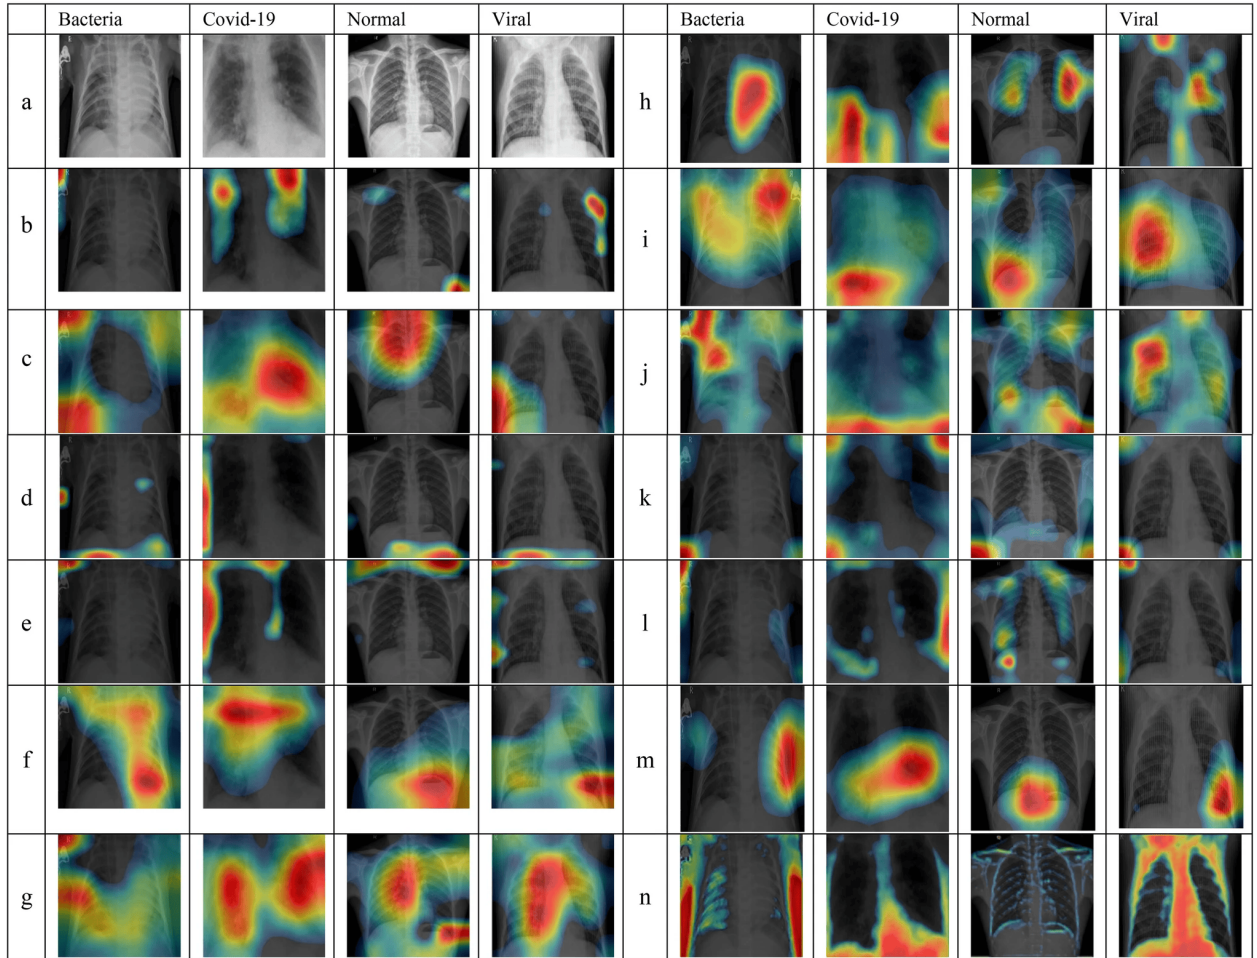 Bacteria Covid-19 Normal Viral Bacteria Covid-19 Normal Viral
a h
b i
c j
d k
e l
f m
g n